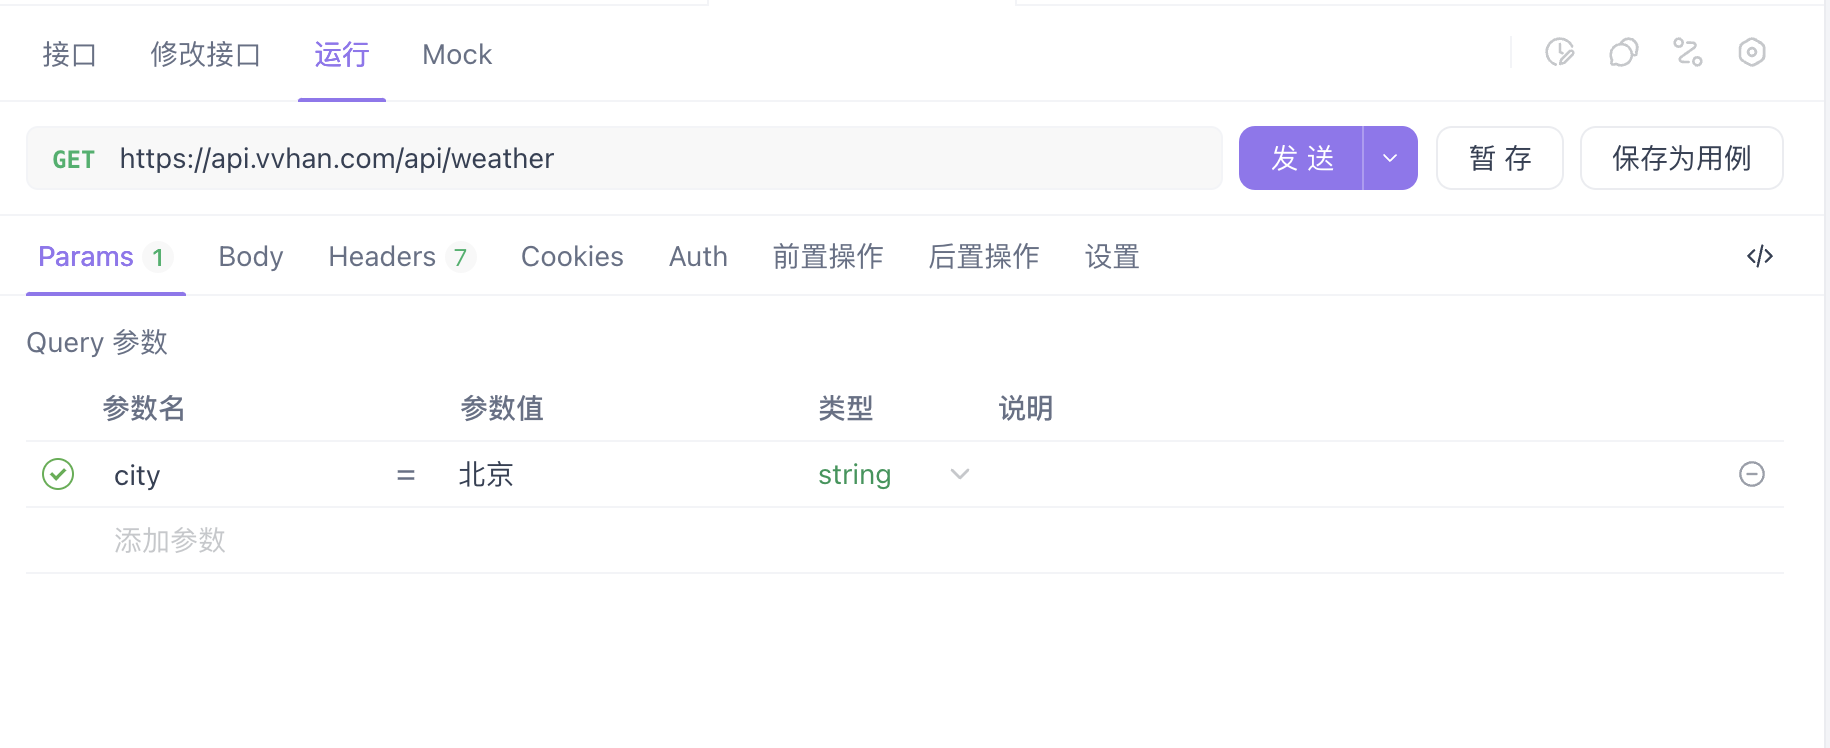 接口 修改接口 运行 Mock
GET https://api.vvhan.com/api/weather 发 送 暂 存 保存为用例
Params 1 Body Headers 7 Cookies Auth 前置操作 后置操作 设置 </>
Query 参数
参数名 参数值 类型 说明
city = 北京 string
添加参数